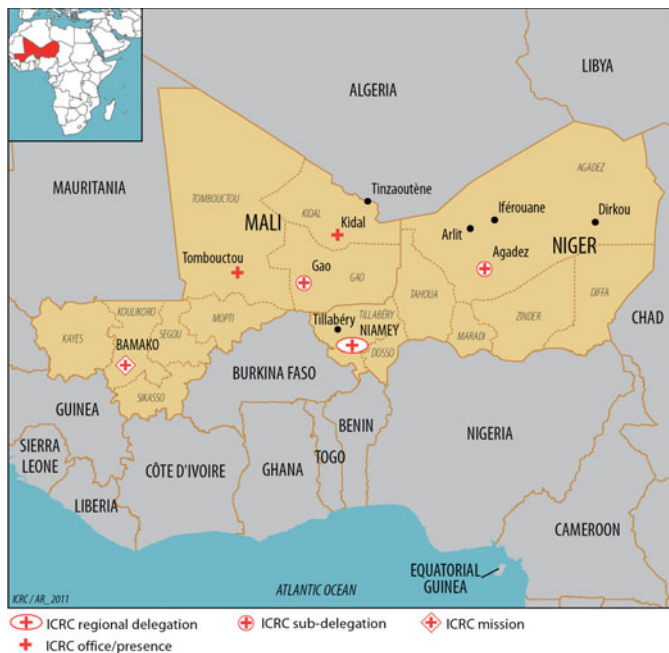 LIBYA
ALGERIA
MAURITANIA
AGADEZ
TOMBOUCTOU
Tinzaoutène
KIDAL
Iférouane
Dirkou
MALI
Kidal
Arlit
NIGER
Tombouctou
Gao
Agadez
GAO
TAHOUA
DIFFA
KOULIKORO
MOPTI
TILLABÉRY
ZINDER
CHAD
SEGOU
Tillabéry
NIAMEY
KAYES
BAMAKO
MARADI
DOSSO
BURKINA FASO
SIKASSO
GUINEA
BENIN
NIGERIA
SIERRA
LEONE
CÔTE D'IVOIRE
GHANA
TOGO
LIBERIA
CAMEROON
EQUATORIAL
GUINEA
ATLANTIC OCEAN
ICRC / AR_2011
ICRC regional delegation
ICRC sub-delegation
ICRC mission
ICRC office/presence